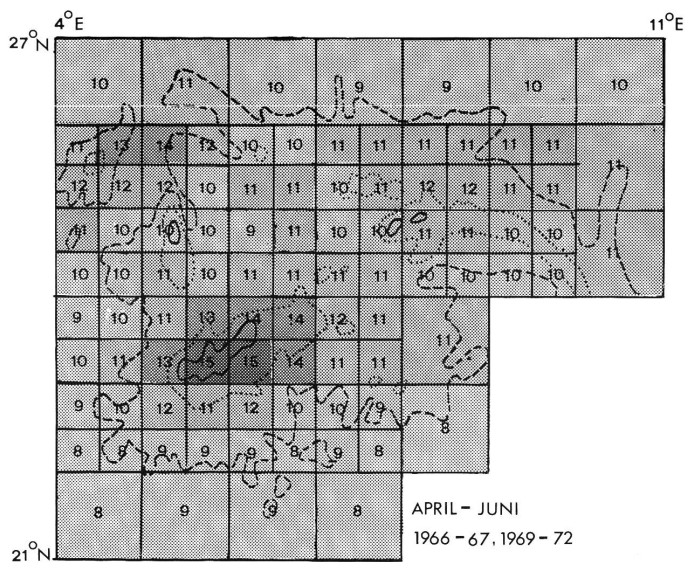 4°E 11°E
27°N
10 11 10 9 9 10 10
11 13 14 12 10 10 11 11 11 11 11 11
11
12 12 12 10 11 11 10 11 12 12 11 11
11 10 10 10 9 11 10 10 11 11 10 10
11
10 10 11 10 11 11 11 11 10 10 10 10
9 10 11 13 14 14 12 11
11
10 11 13 15 15 14 11 11
9 10 12 11 12 10 10 9
8
8 8 9 9 9 8 9 8
8 9 9 8
APRIL – JUNI
1966 – 67, 1969 – 72
21°N